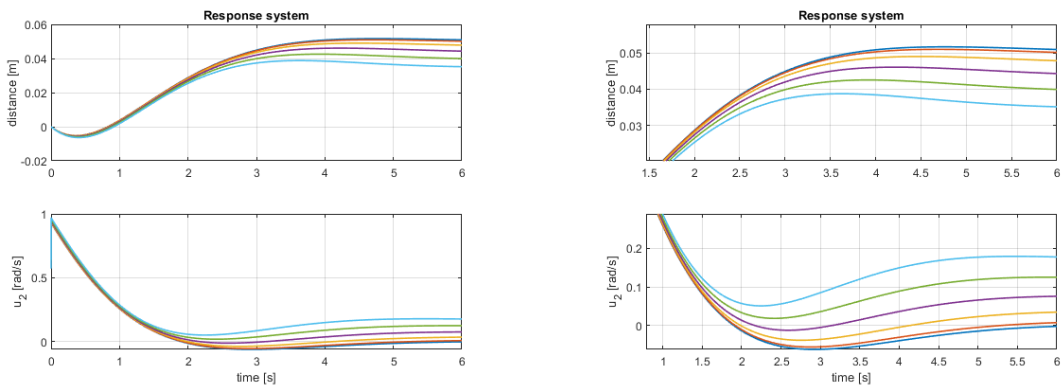 Response system
0.06
0.04
0.02
0
-0.02
distance [m]
0 1 2 3 4 5 6
1
0.5
0
u2 [rad/s]
0 1 2 3 4 5 6
time [s]
Response system
0.05
0.04
0.03
distance [m]
1.5 2 2.5 3 3.5 4 4.5 5 5.5 6
0.2
0.1
0
u2 [rad/s]
1 1.5 2 2.5 3 3.5 4 4.5 5 5.5 6
time [s]